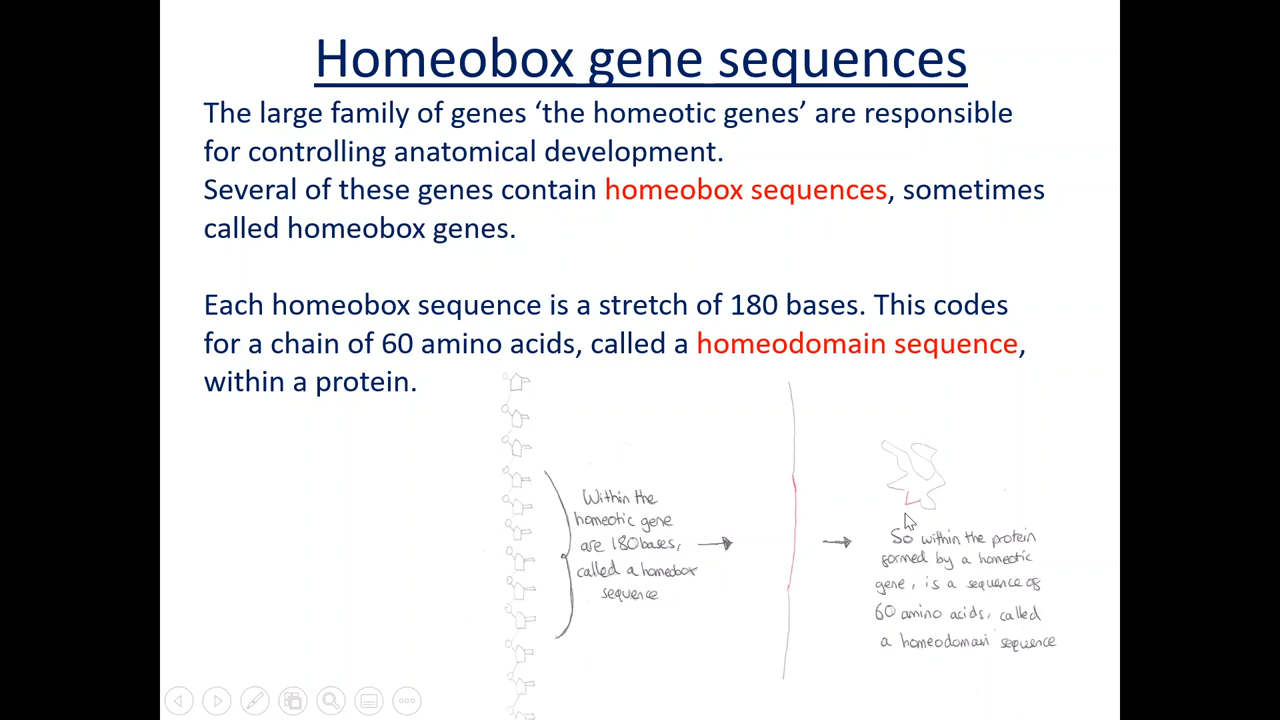 Homeobox gene sequences
The large family of genes ‘the homeotic genes’ are responsible
for controlling anatomical development.
Several of these genes contain homeobox sequences, sometimes
called homeobox genes.
Each homeobox sequence is a stretch of 180 bases. This codes
for a chain of 60 amino acids, called a homeodomain sequence,
within a protein.
Within the
homeotic gene
are 180 bases,
called a homebox
sequence
So within the protein
formed by a homeotic
gene, is a sequence of
60 amino acids, called
a homeodomain sequence